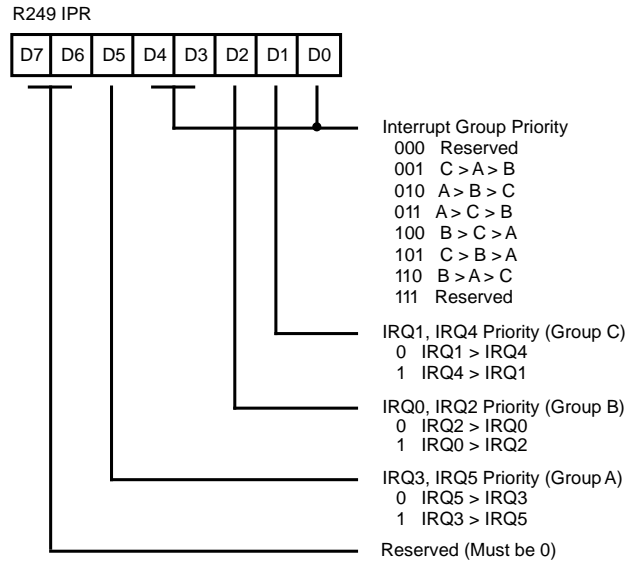 R249 IPR
D7 D6 D5 D4 D3 D2 D1 D0
Interrupt Group Priority
000 Reserved
001 C > A > B
010 A > B > C
011 A > C > B
100 B > C > A
101 C > B > A
110 B > A > C
111 Reserved
IRQ1, IRQ4 Priority (Group C)
0 IRQ1 > IRQ4
1 IRQ4 > IRQ1
IRQ0, IRQ2 Priority (Group B)
0 IRQ2 > IRQ0
1 IRQ0 > IRQ2
IRQ3, IRQ5 Priority (Group A)
0 IRQ5 > IRQ3
1 IRQ3 > IRQ5
Reserved (Must be 0)